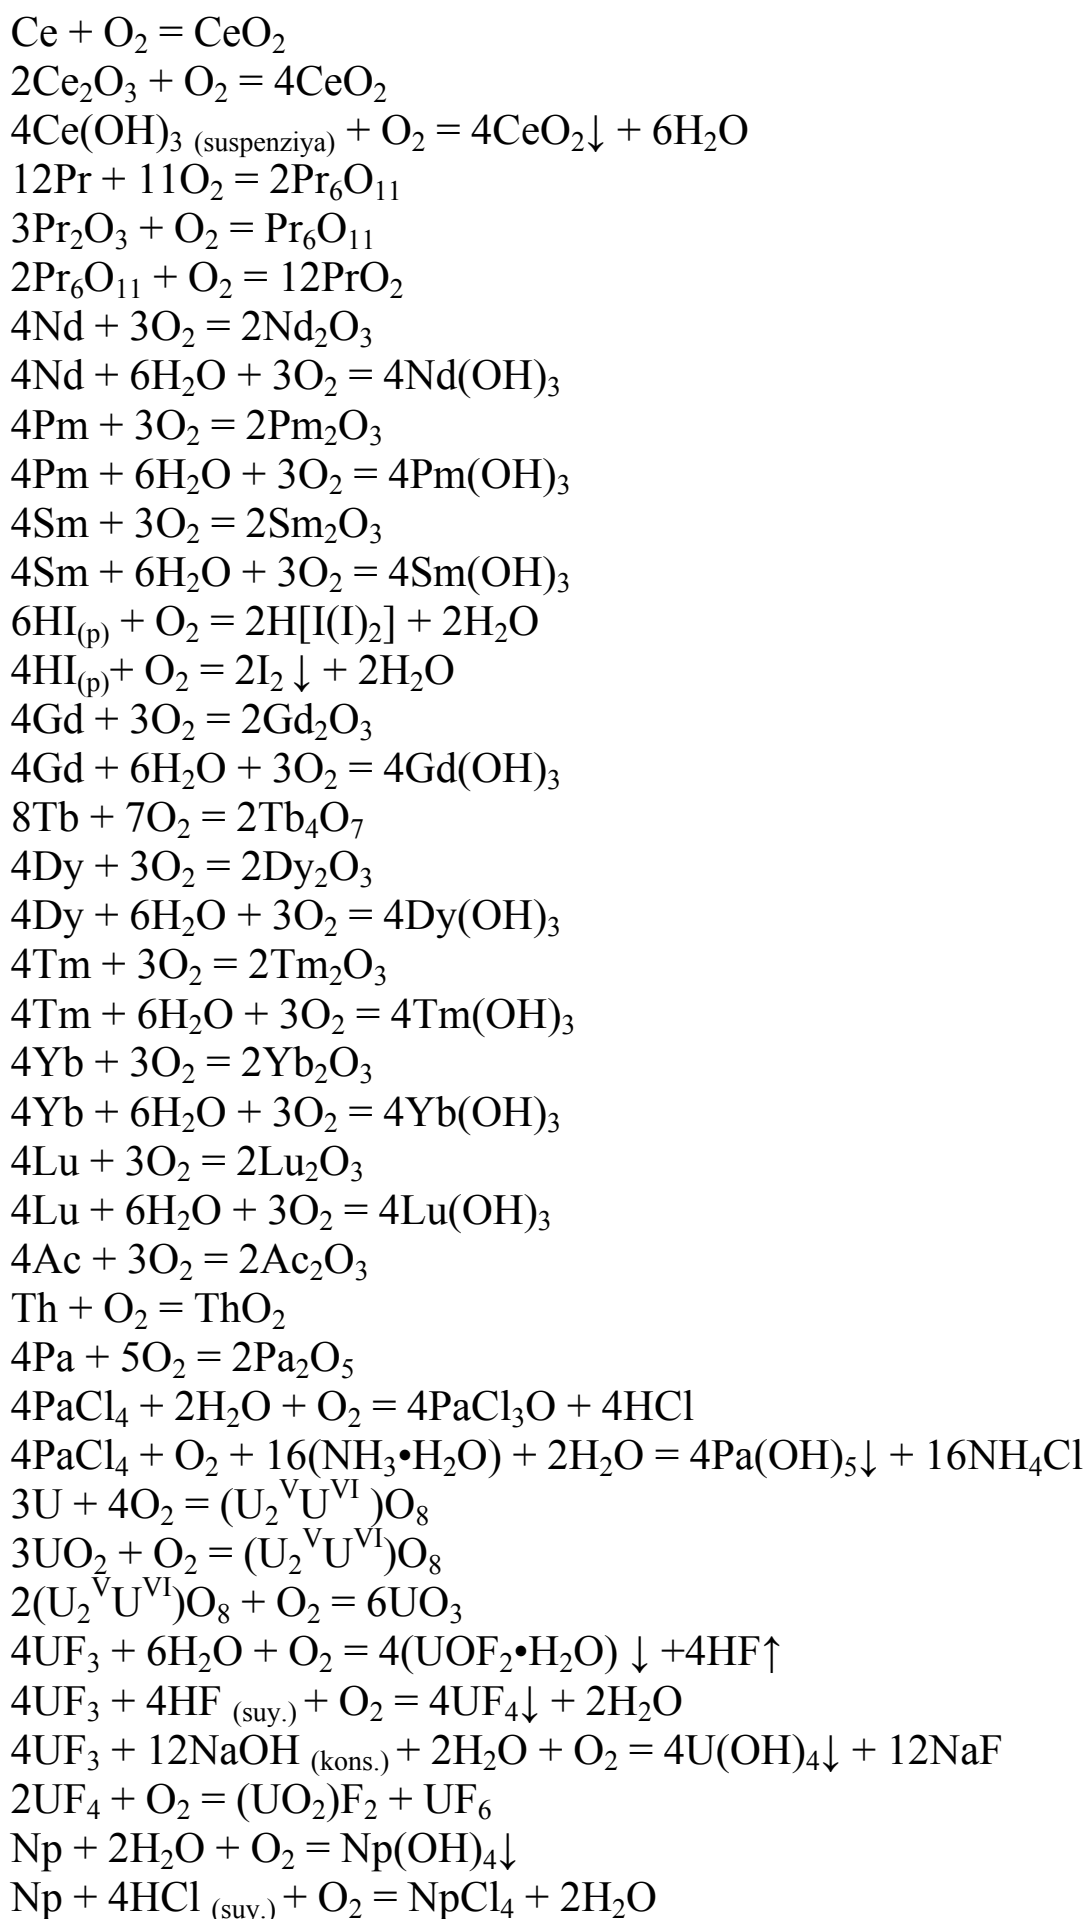 Ce + O₂ = CeO₂
2Ce₂O₃ + O₂ = 4CeO₂
4Ce(OH)₃ (suspenziya) + O₂ = 4CeO₂↓ + 6H₂O
12Pr + 11O₂ = 2Pr₆O₁₁
3Pr₂O₃ + O₂ = Pr₆O₁₁
2Pr₆O₁₁ + O₂ = 12PrO₂
4Nd + 3O₂ = 2Nd₂O₃
4Nd + 6H₂O + 3O₂ = 4Nd(OH)₃
4Pm + 3O₂ = 2Pm₂O₃
4Pm + 6H₂O + 3O₂ = 4Pm(OH)₃
4Sm + 3O₂ = 2Sm₂O₃
4Sm + 6H₂O + 3O₂ = 4Sm(OH)₃
6HI(p) + O₂ = 2H[I(I)₂] + 2H₂O
4HI(p)+ O₂ = 2I₂ ↓ + 2H₂O
4Gd + 3O₂ = 2Gd₂O₃
4Gd + 6H₂O + 3O₂ = 4Gd(OH)₃
8Tb + 7O₂ = 2Tb₄O₇
4Dy + 3O₂ = 2Dy₂O₃
4Dy + 6H₂O + 3O₂ = 4Dy(OH)₃
4Tm + 3O₂ = 2Tm₂O₃
4Tm + 6H₂O + 3O₂ = 4Tm(OH)₃
4Yb + 3O₂ = 2Yb₂O₃
4Yb + 6H₂O + 3O₂ = 4Yb(OH)₃
4Lu + 3O₂ = 2Lu₂O₃
4Lu + 6H₂O + 3O₂ = 4Lu(OH)₃
4Ac + 3O₂ = 2Ac₂O₃
Th + O₂ = ThO₂
4Pa + 5O₂ = 2Pa₂O₅
4PaCl₄ + 2H₂O + O₂ = 4PaCl₃O + 4HCl
4PaCl₄ + O₂ + 16(NH₃•H₂O) + 2H₂O = 4Pa(OH)₅↓ + 16NH₄Cl
3U + 4O₂ = (U₂ⱽUⱽᴵ )O₈
3UO₂ + O₂ = (U₂ⱽUⱽᴵ)O₈
2(U₂ⱽUⱽᴵ)O₈ + O₂ = 6UO₃
4UF₃ + 6H₂O + O₂ = 4(UOF₂•H₂O) ↓ +4HF↑
4UF₃ + 4HF (suy.) + O₂ = 4UF₄↓ + 2H₂O
4UF₃ + 12NaOH (kons.) + 2H₂O + O₂ = 4U(OH)₄↓ + 12NaF
2UF₄ + O₂ = (UO₂)F₂ + UF₆
Np + 2H₂O + O₂ = Np(OH)₄↓
Np + 4HCl (suy.) + O₂ = NpCl₄ + 2H₂O